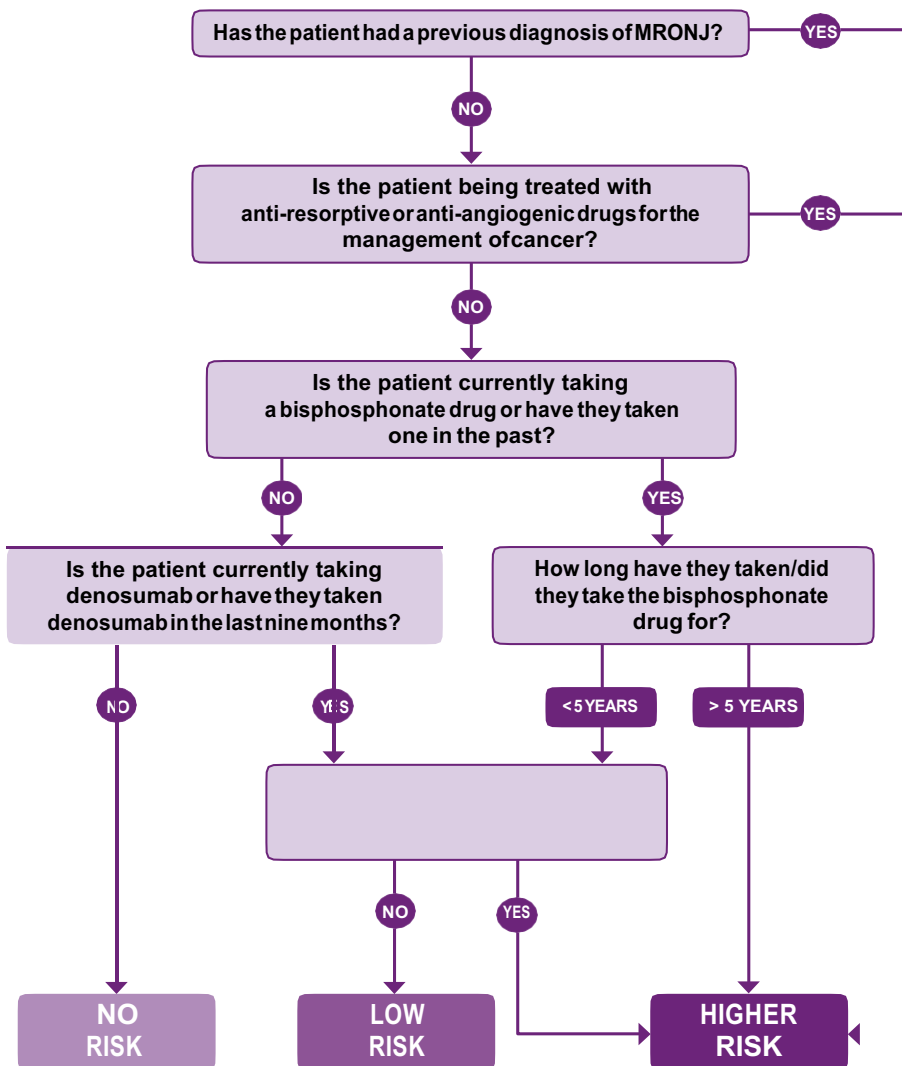 Has the patient had a previous diagnosis of MRONJ?
YES
NO
Is the patient being treated with
anti-resorptive or anti-angiogenic drugs for the
management of cancer?
YES
NO
Is the patient currently taking
a bisphosphonate drug or have they taken
one in the past?
NO
YES
Is the patient currently taking
denosumab or have they taken
denosumab in the last nine months?
How long have they taken/did
they take the bisphosphonate
drug for?
NO
YES
< 5 YEARS
> 5 YEARS
NO
YES
NO
RISK
LOW
RISK
HIGHER
RISK